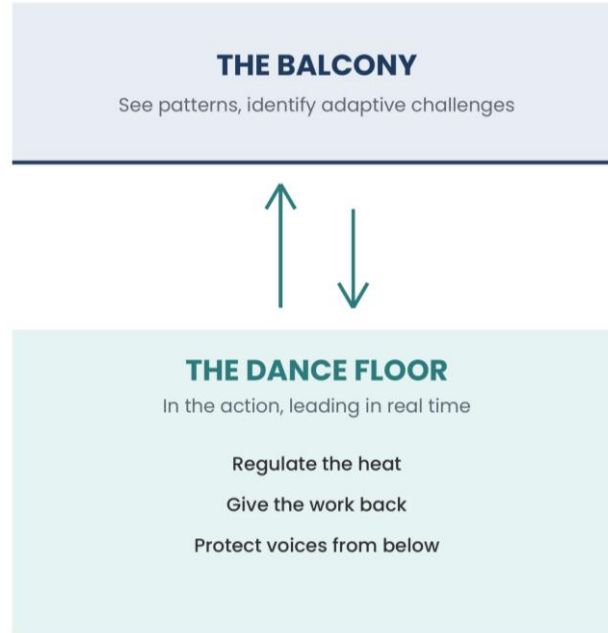 THE BALCONY
See patterns, identify adaptive challenges
THE DANCE FLOOR
In the action, leading in real time
Regulate the heat
Give the work back
Protect voices from below